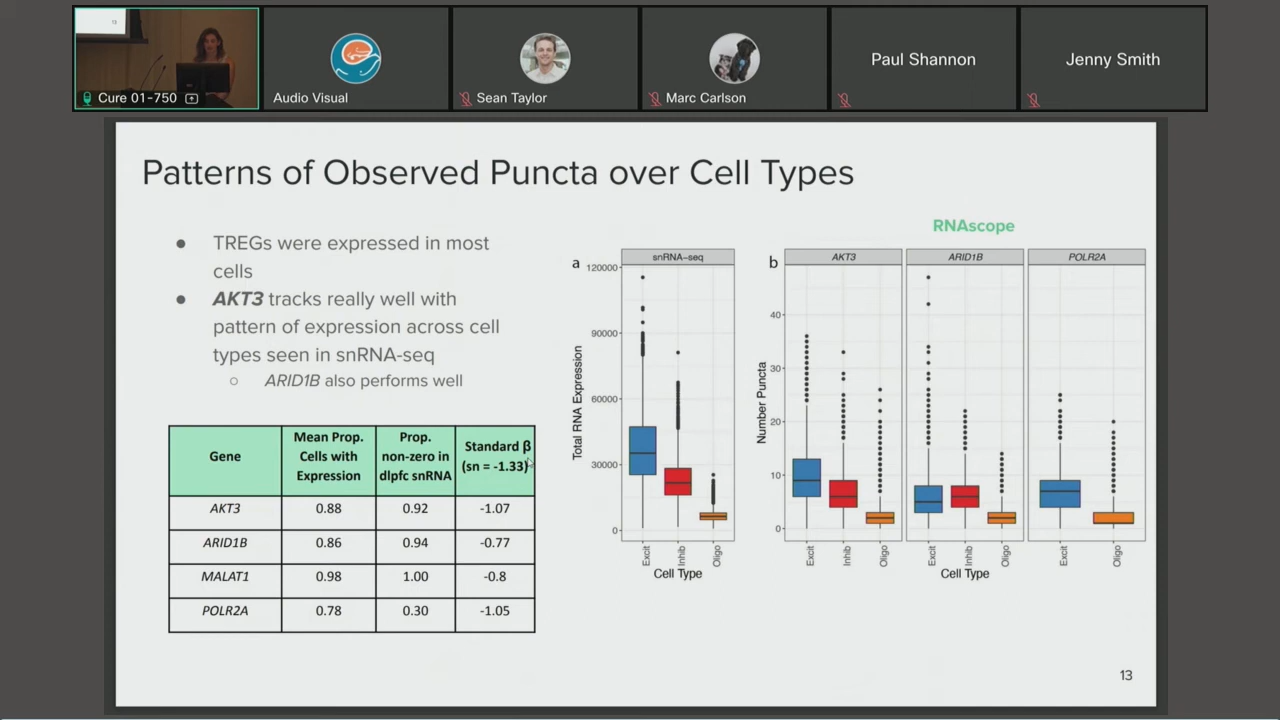 13
Cure 01-750
Audio Visual
Sean Taylor
Marc Carlson
Paul Shannon
Jenny Smith
Patterns of Observed Puncta over Cell Types
● TREGs were expressed in most
cells
● AKT3 tracks really well with
pattern of expression across cell
types seen in snRNA-seq
○ ARID1B also performs well
Gene
Mean Prop.
Cells with
Expression
Prop.
non-zero in
dlpfc snRNA
Standard β
(sn = -1.33)
AKT3 0.88 0.92 -1.07
ARID1B 0.86 0.94 -0.77
MALAT1 0.98 1.00 -0.8
POLR2A 0.78 0.30 -1.05
a
snRNA-seq
Total RNA Expression
120000
90000
60000
30000
0
Excit
Inhib
Oligo
Cell Type
RNAscope
b
AKT3
ARID1B
POLR2A
Number Puncta
40
30
20
10
0
Excit
Inhib
Oligo
Excit
Inhib
Oligo
Excit
Oligo
Cell Type
13